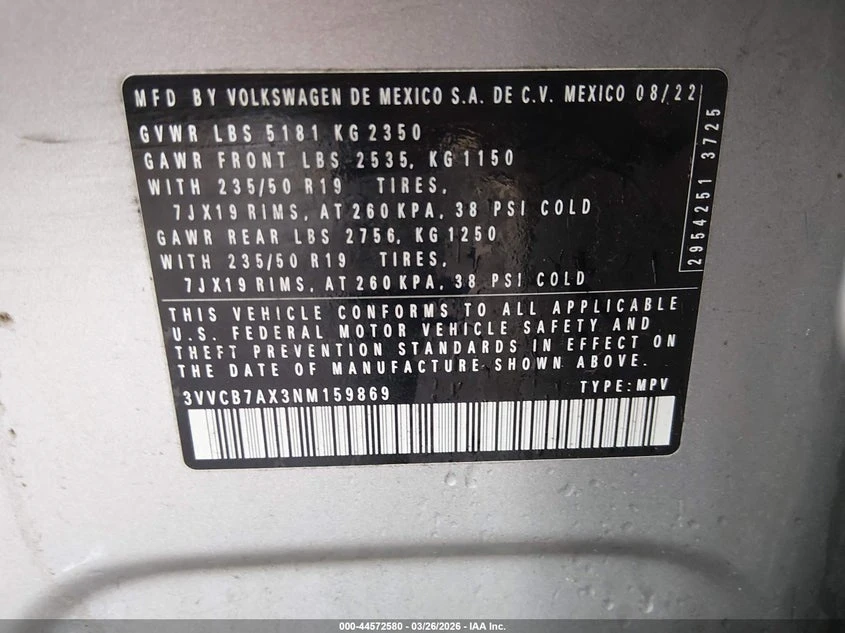 MFD BY VOLKSWAGEN DE MEXICO S.A. DE C.V. MEXICO 08/22
GVWR LBS 5181 KG 2350
GAWR FRONT LBS 2535, KG 1150
WITH 235/50 R19 TIRES,
7JX19 RIMS, AT 260 KPA, 38 PSI COLD
GAWR REAR LBS 2756, KG 1250
WITH 235/50 R19 TIRES,
7JX19 RIMS, AT 260 KPA, 38 PSI COLD
2954251 3725
THIS VEHICLE CONFORMS TO ALL APPLICABLE
U.S. FEDERAL MOTOR VEHICLE SAFETY AND
THEFT PREVENTION STANDARDS IN EFFECT ON
THE DATE OF MANUFACTURE SHOWN ABOVE.
3VVCB7AX3NM159869 TYPE: MPV
000-44572580 - 03/26/2026 - IAA Inc.